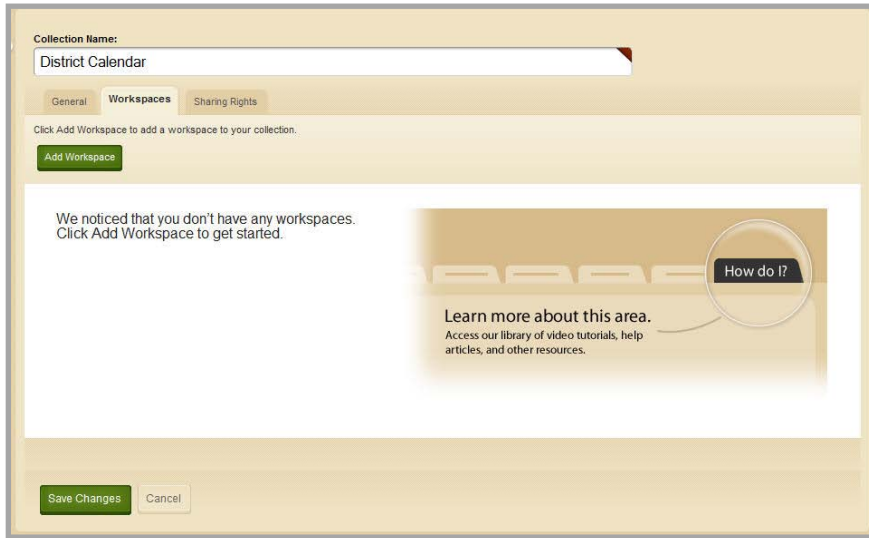 Collection Name:
District Calendar
General Workspaces Sharing Rights
Click Add Workspace to add a workspace to your collection.
Add Workspace
We noticed that you don't have any workspaces.
Click Add Workspace to get started.
How do I?
Learn more about this area.
Access our library of video tutorials, help
articles, and other resources.
Save Changes Cancel